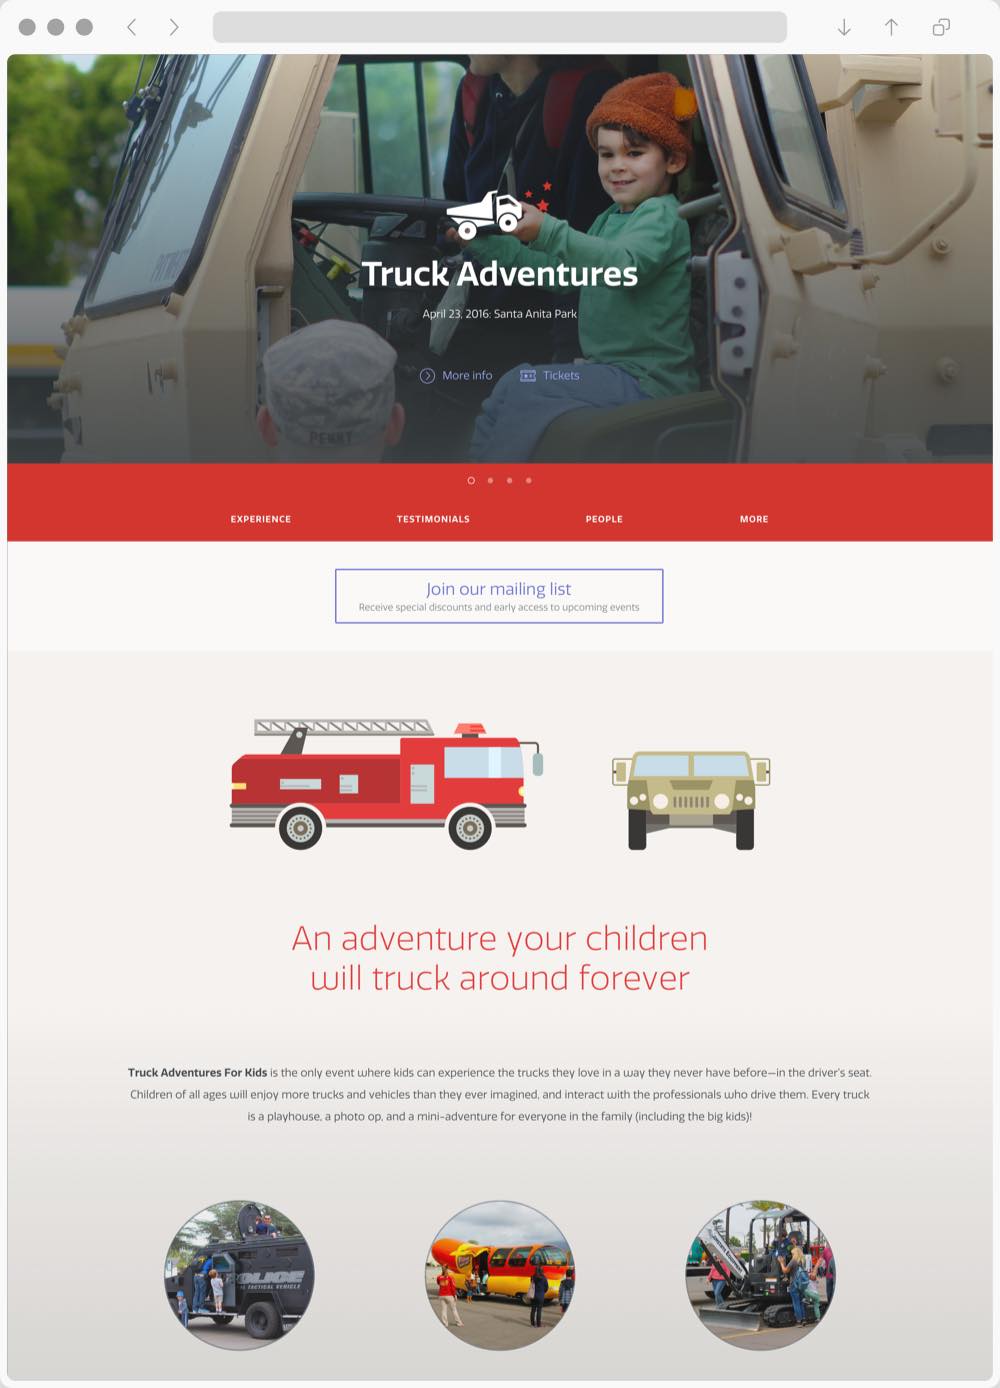 PENNY
Truck Adventures
April 23, 2016: Santa Anita Park
More info
Tickets
EXPERIENCE
TESTIMONIALS
PEOPLE
MORE
Join our mailing list
Receive special discounts and early access to upcoming events
An adventure your children
will truck around forever
Truck Adventures For Kids is the only event where kids can experience the trucks they love in a way they never have before—in the driver's seat.
Children of all ages will enjoy more trucks and vehicles than they ever imagined, and interact with the professionals who drive them. Every truck
is a playhouse, a photo op, and a mini-adventure for everyone in the family (including the big kids)!
POLICE
TACTICAL VEHICLE